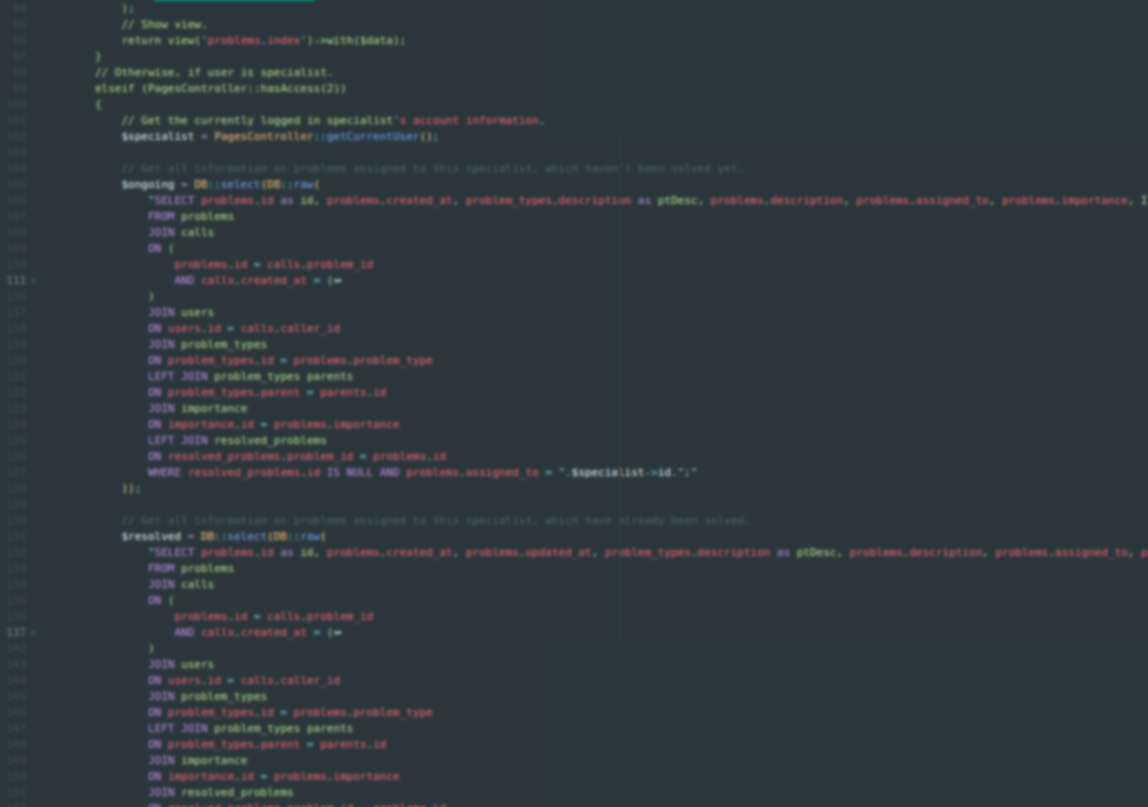 94 );
95 // Show view.
96 return view('problems.index')->with($data);
97 }
98 // Otherwise, if user is specialist.
99 elseif (PagesController::hasAccess(2))
100 {
101 // Get the currently logged in specialist's account information.
102 $specialist = PagesController::getCurrentUser();
103
104 // Get all information on problems assigned to this specialist, which haven't been solved yet.
105 $ongoing = DB::select(DB::raw(
106 "SELECT problems.id as id, problems.created_at, problem_types.description as ptDesc, problems.description, problems.assigned_to, problems.importance, I
107 FROM problems
108 JOIN calls
109 ON (
110 problems.id = calls.problem_id
111 AND calls.created_at = (
116 )
117 JOIN users
118 ON users.id = calls.caller_id
119 JOIN problem_types
120 ON problem_types.id = problems.problem_type
121 LEFT JOIN problem_types parents
122 ON problem_types.parent = parents.id
123 JOIN importance
124 ON importance.id = problems.importance
125 LEFT JOIN resolved_problems
126 ON resolved_problems.problem_id = problems.id
127 WHERE resolved_problems.id IS NULL AND problems.assigned_to = ".$specialist->id.";"
128 ));
129
130 // Get all information on problems assigned to this specialist, which have already been solved.
131 $resolved = DB::select(DB::raw(
132 "SELECT problems.id as id, problems.created_at, problems.updated_at, problem_types.description as ptDesc, problems.description, problems.assigned_to, p
133 FROM problems
134 JOIN calls
135 ON (
136 problems.id = calls.problem_id
137 AND calls.created_at = (
142 )
143 JOIN users
144 ON users.id = calls.caller_id
145 JOIN problem_types
146 ON problem_types.id = problems.problem_type
147 LEFT JOIN problem_types parents
148 ON problem_types.parent = parents.id
149 JOIN importance
150 ON importance.id = problems.importance
151 JOIN resolved_problems